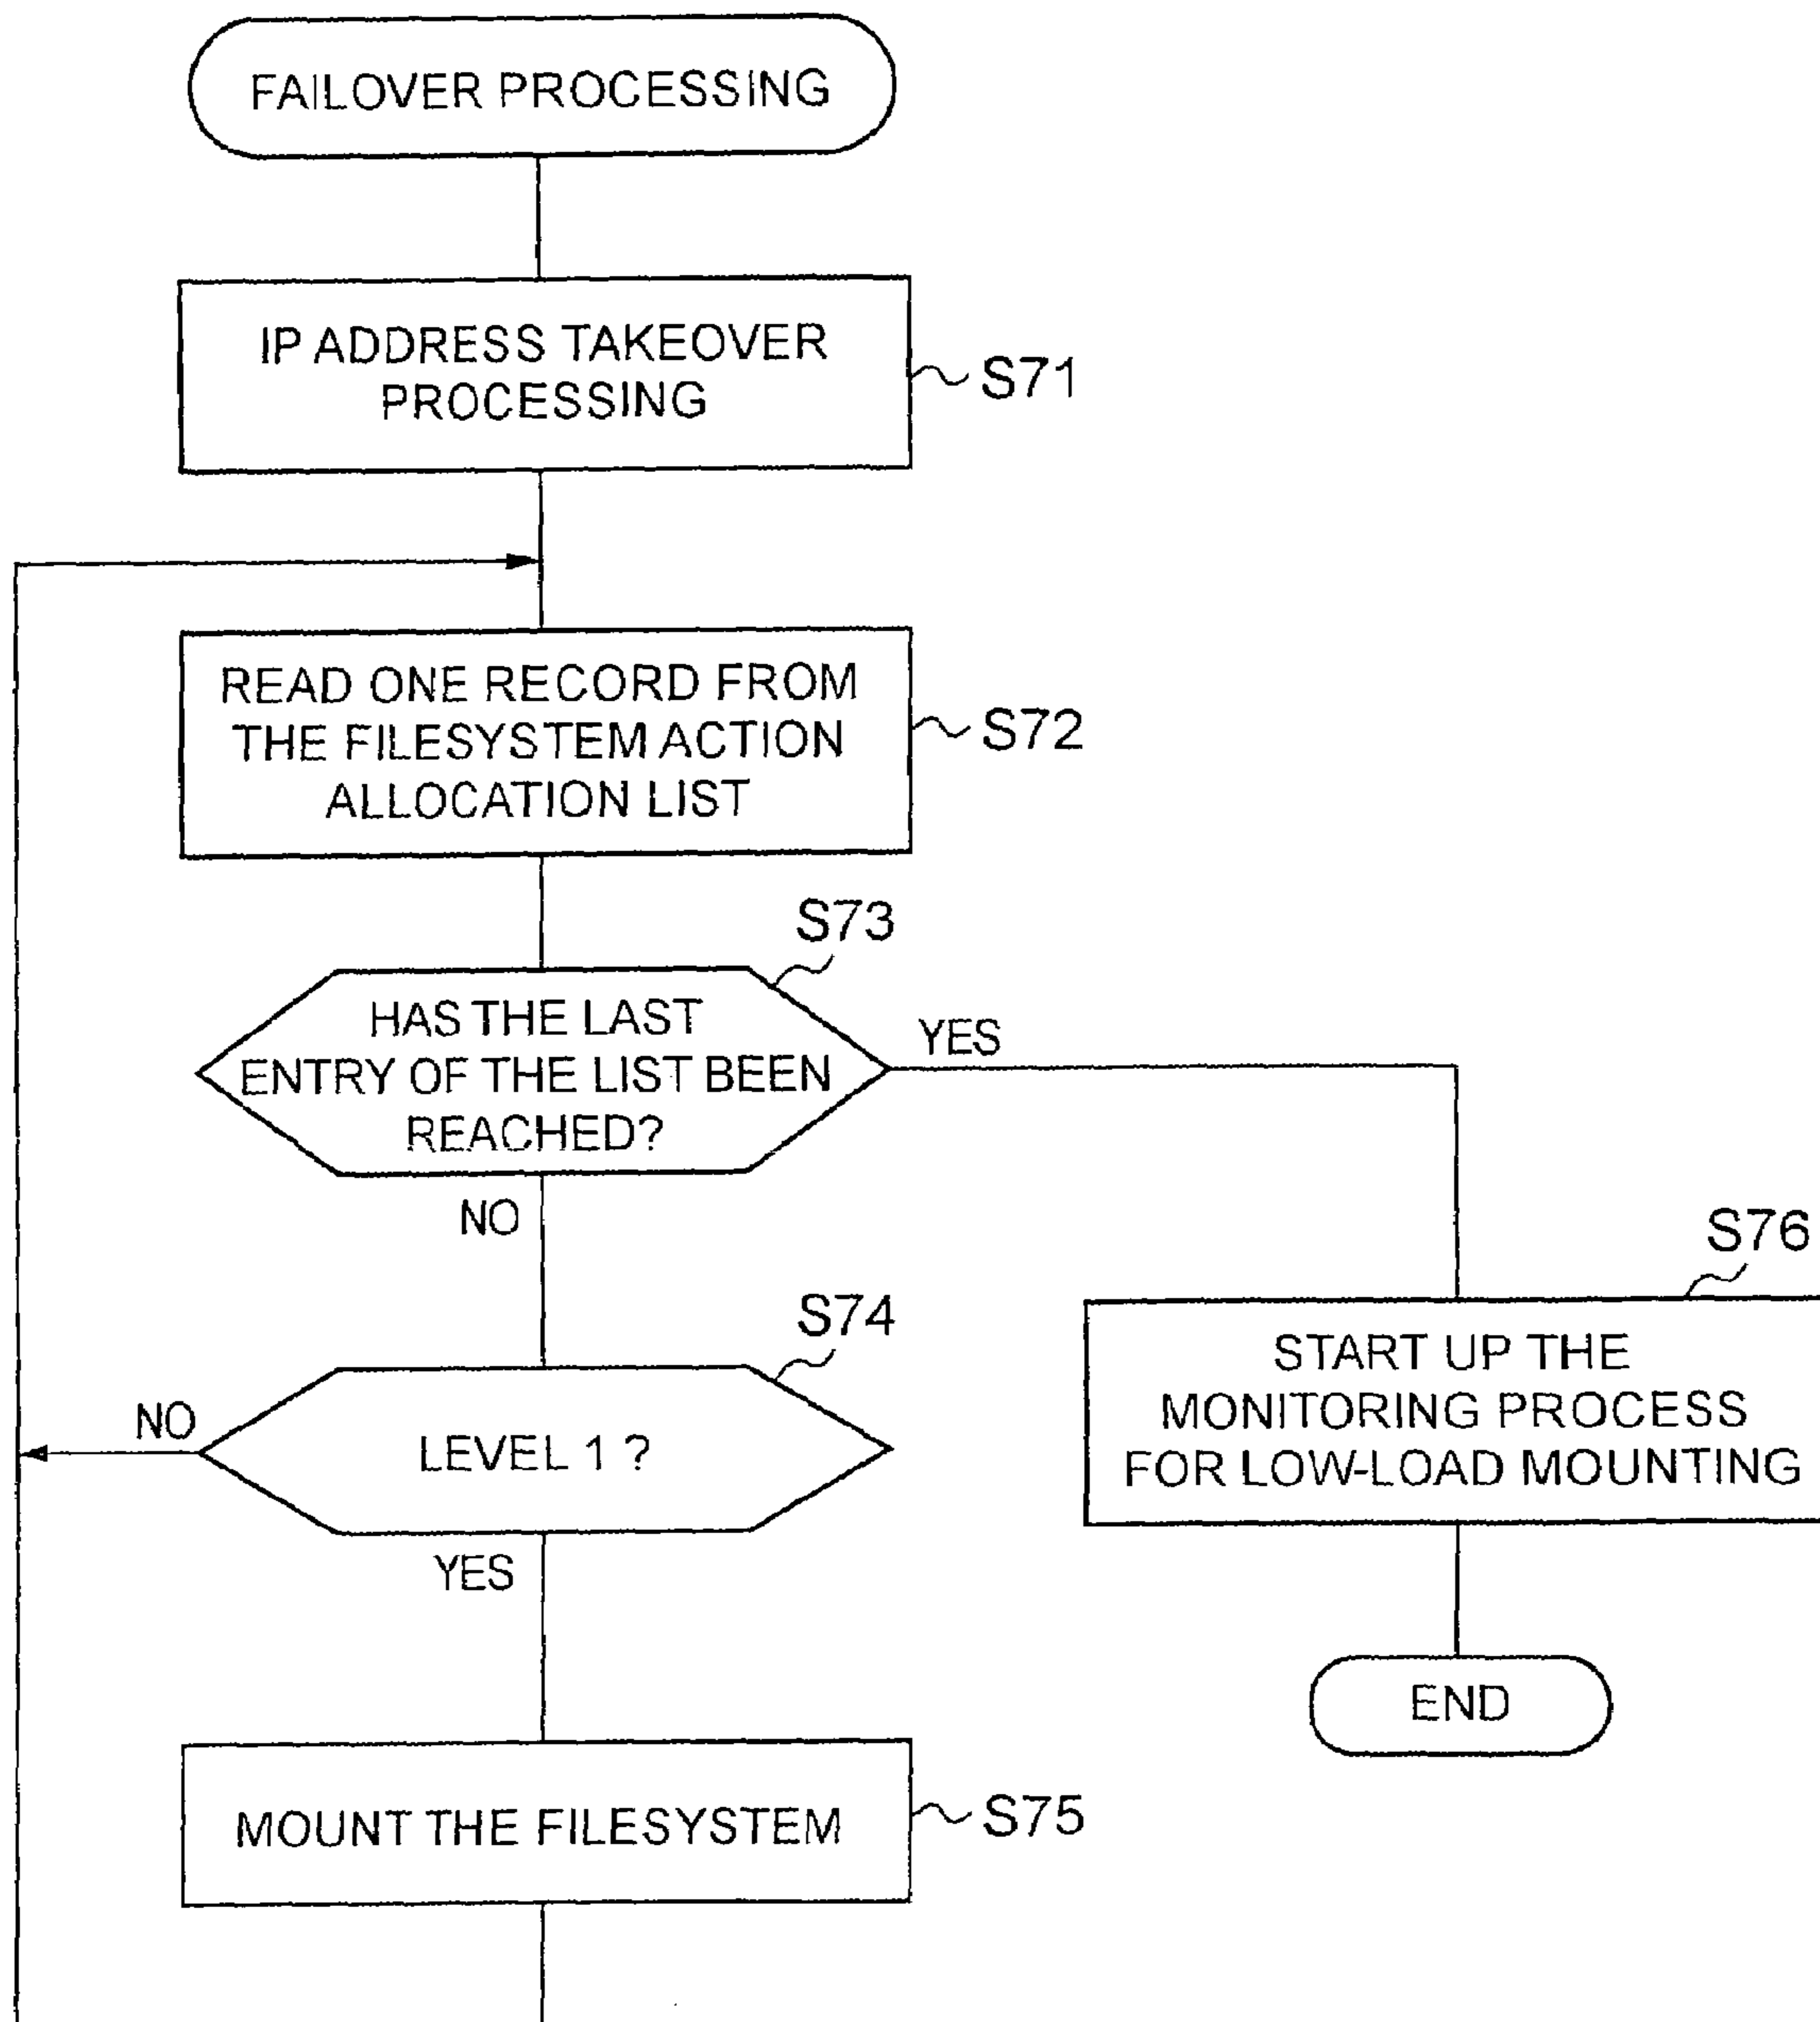 FAILOVER PROCESSING
IP ADDRESS TAKEOVER
PROCESSING
S71
READ ONE RECORD FROM
THE FILESYSTEM ACTION
ALLOCATION LIST
S72
S73
HAS THE LAST
ENTRY OF THE LIST BEEN
REACHED?
YES
NO
S74
LEVEL 1 ?
NO
YES
S76
START UP THE
MONITORING PROCESS
FOR LOW-LOAD MOUNTING
END
MOUNT THE FILESYSTEM
S75